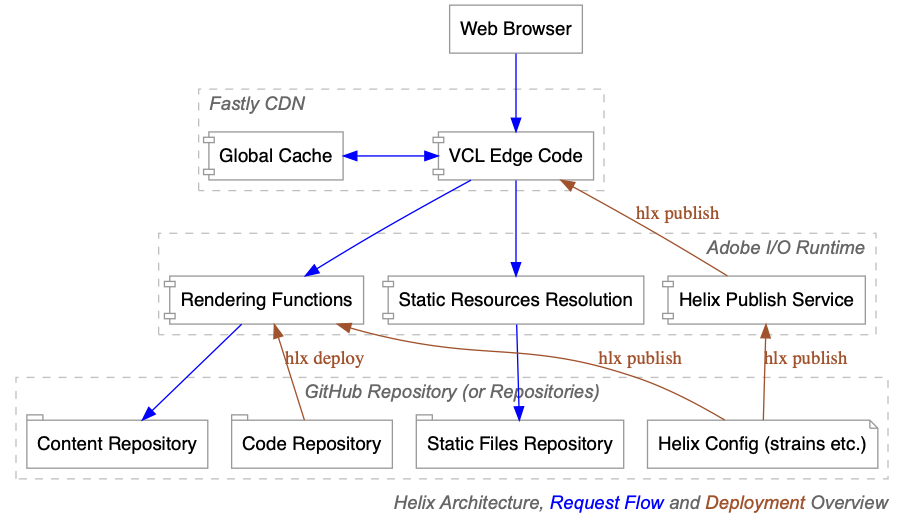 Web Browser
Fastly CDN
Global Cache
VCL Edge Code
hlx publish
Adobe I/O Runtime
Rendering Functions
Static Resources Resolution
Helix Publish Service
hlx deploy
hlx publish
hlx publish
GitHub Repository (or Repositories)
Content Repository
Code Repository
Static Files Repository
Helix Config (strains etc.)
Helix Architecture, Request Flow and Deployment Overview